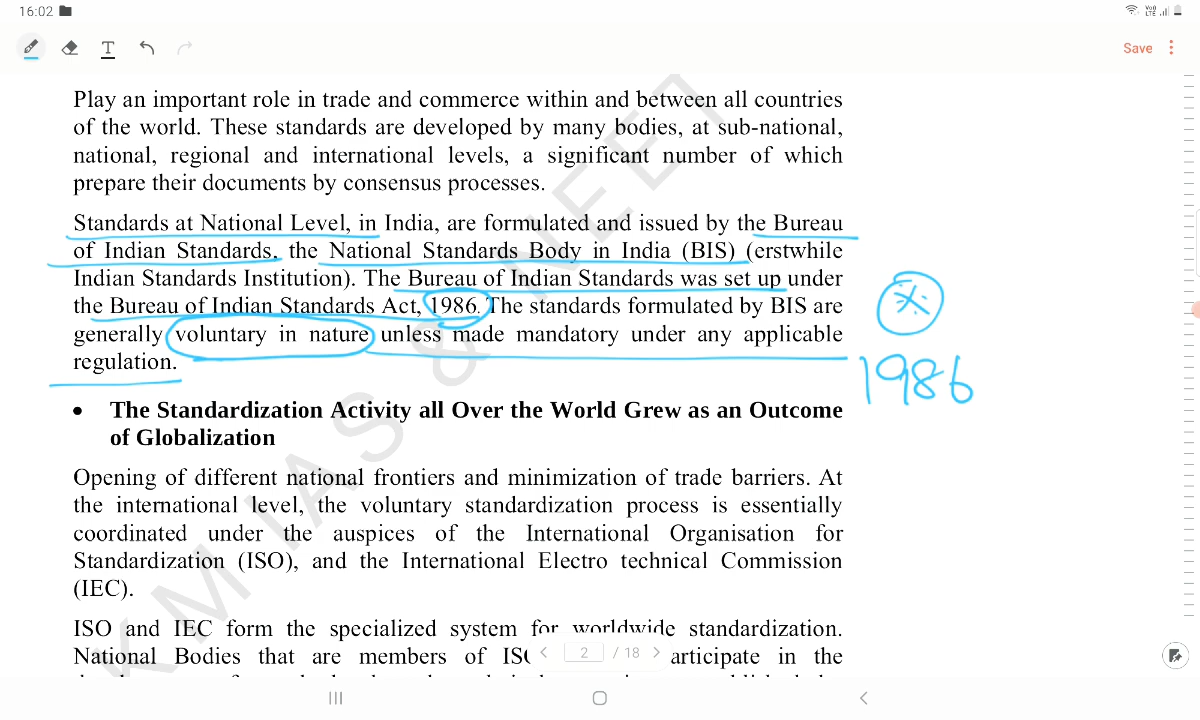 16:02
Vo9 LTE
T
Save
Play an important role in trade and commerce within and between all countries
of the world. These standards are developed by many bodies, at sub-national,
national, regional and international levels, a significant number of which
prepare their documents by consensus processes.
Standards at National Level, in India, are formulated and issued by the Bureau
of Indian Standards, the National Standards Body in India (BIS) (erstwhile
Indian Standards Institution). The Bureau of Indian Standards was set up under
the Bureau of Indian Standards Act, 1986. The standards formulated by BIS are
generally voluntary in nature unless made mandatory under any applicable
regulation.
1986
• The Standardization Activity all Over the World Grew as an Outcome
of Globalization
Opening of different national frontiers and minimization of trade barriers. At
the international level, the voluntary standardization process is essentially
coordinated under the auspices of the International Organisation for
Standardization (ISO), and the International Electro technical Commission
(IEC).
ISO and IEC form the specialized system for worldwide standardization.
National Bodies that are members of IS articipate in the
2 / 18
KM IAS & NEET